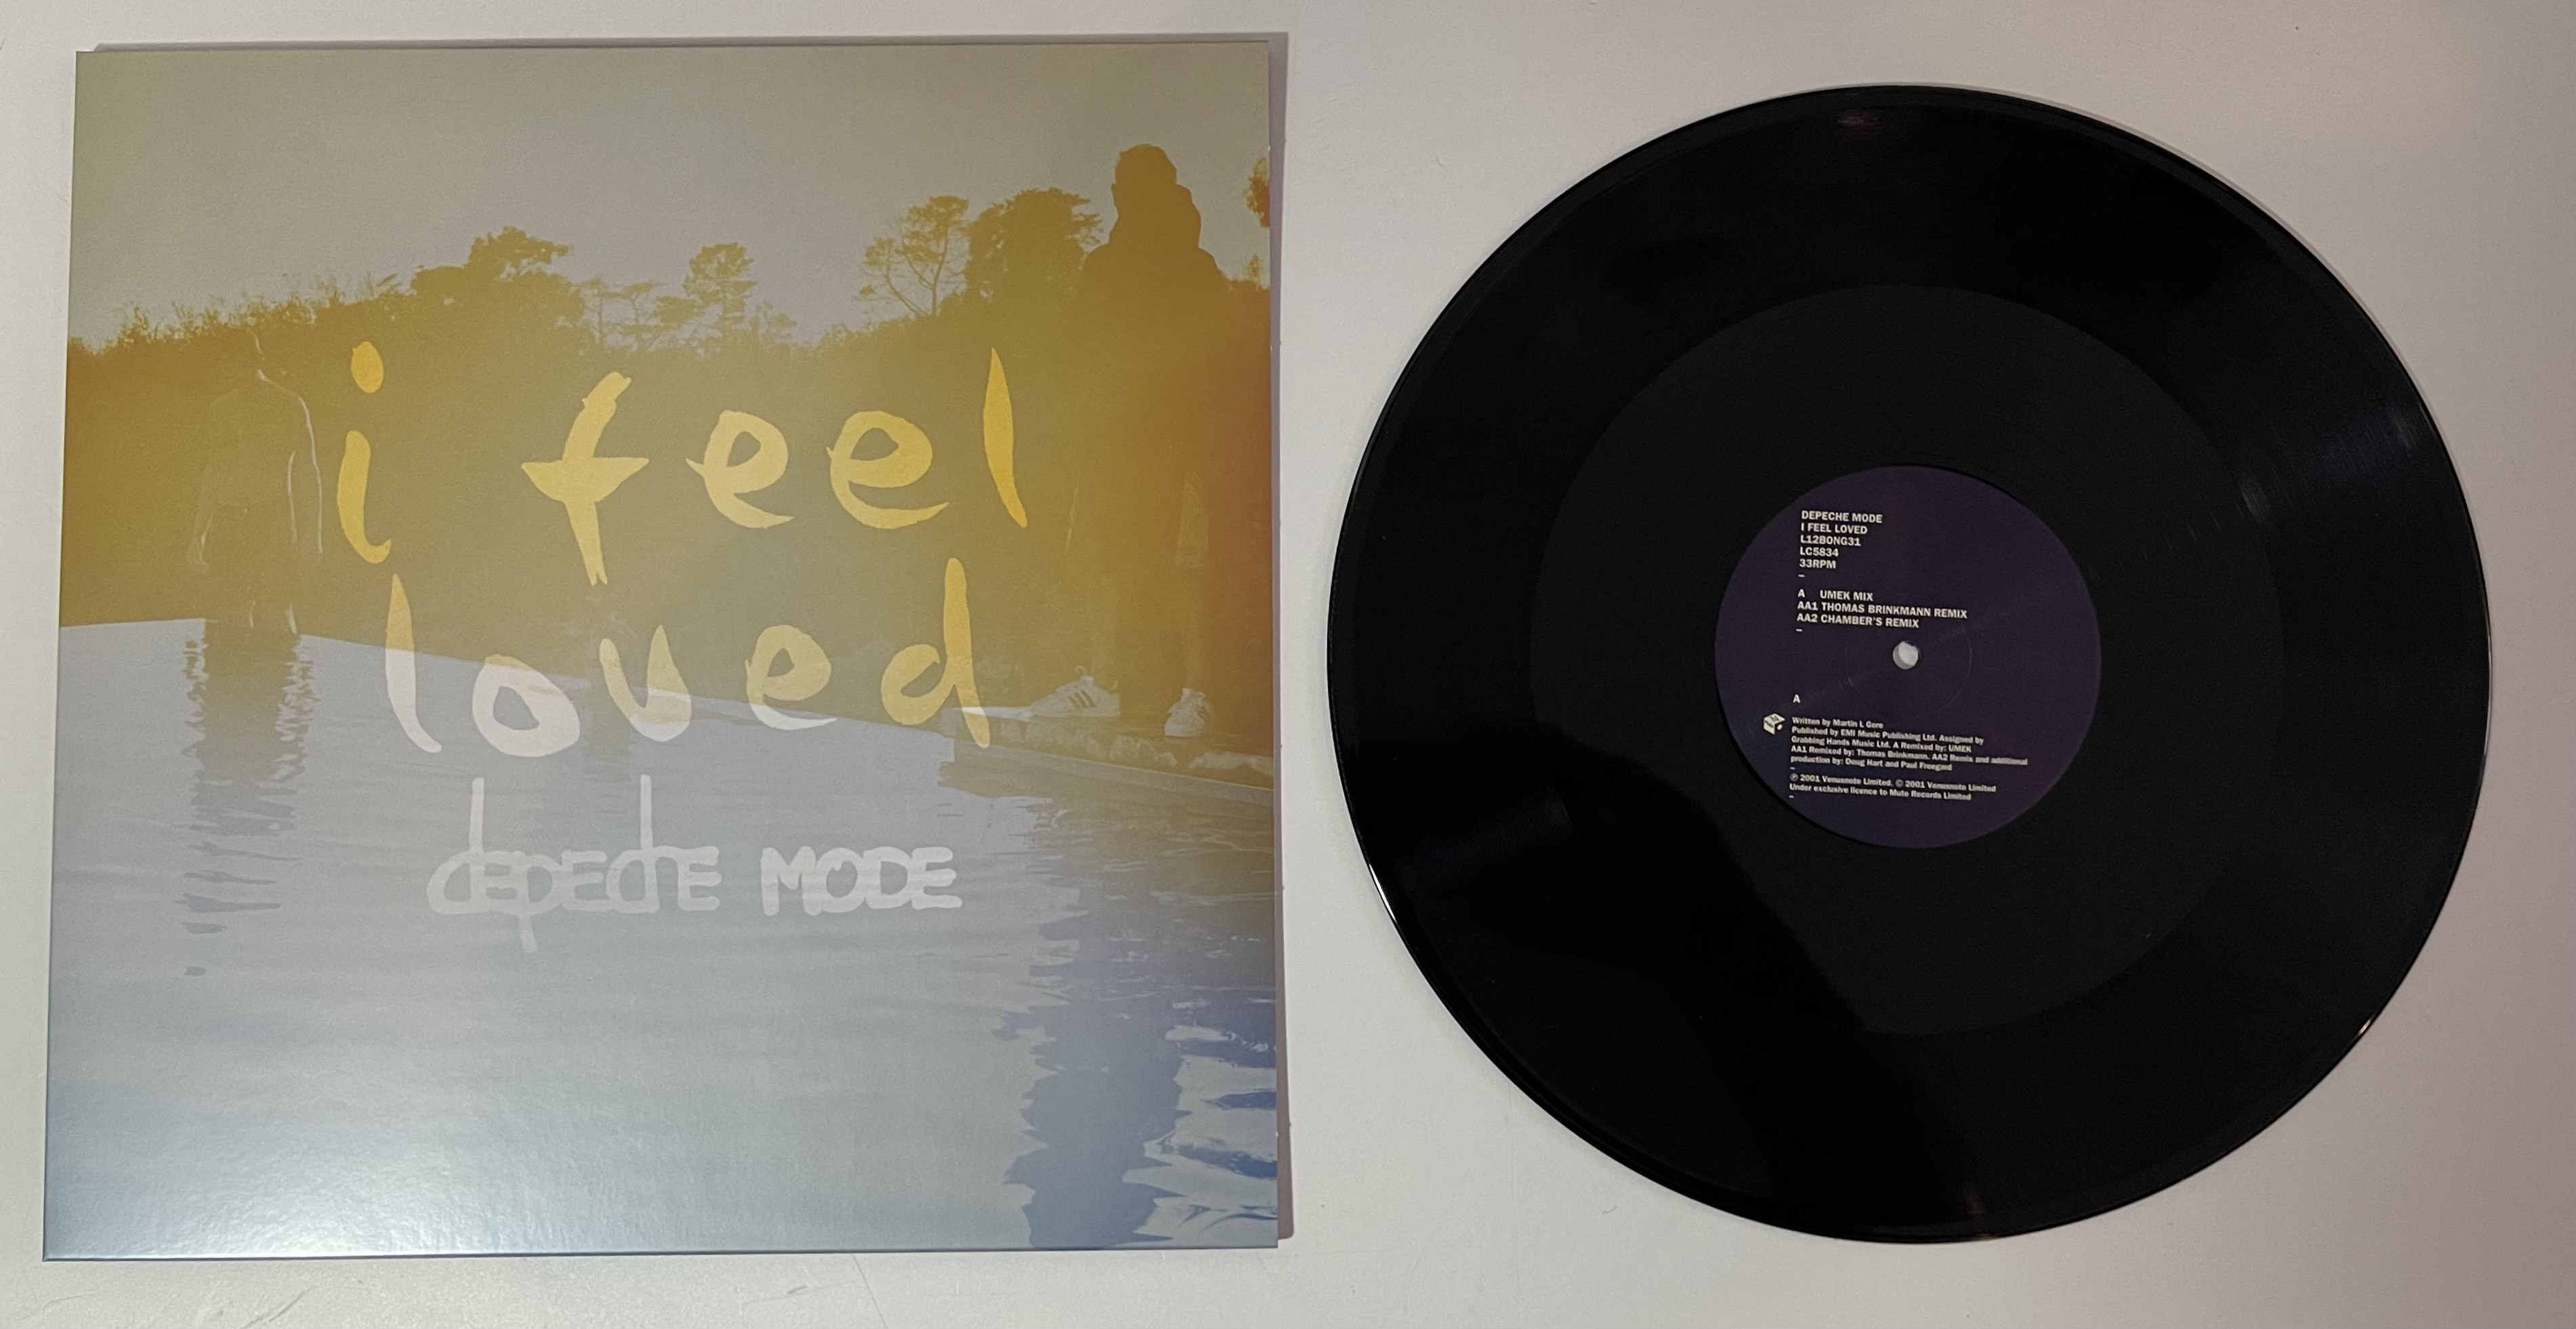 i feel
loved
depeche MODE
DEPECHE MODE
I FEEL LOVED
L12BONG31
LC5834
33RPM
–
A UMEK MIX
AA1 THOMAS BRINKMANN REMIX
AA2 CHAMBER'S REMIX
–
A
Written by Martin L Gore
Published by EMI Music Publishing Ltd. Assigned by
Grabbing Hands Music Ltd. A Remixed by: UMEK
AA1 Remixed by: Thomas Brinkmann. AA2 Remix and additional
production by: Doug Hart and Paul Freegard
–
℗ 2001 Venusnote Limited. © 2001 Venusnote Limited
Under exclusive licence to Mute Records Limited
–